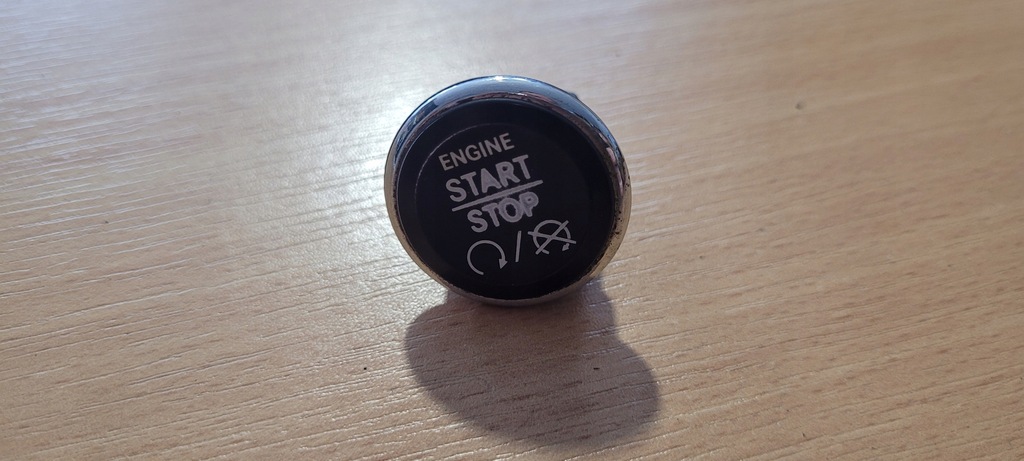 ENGINE
START
STOP
/